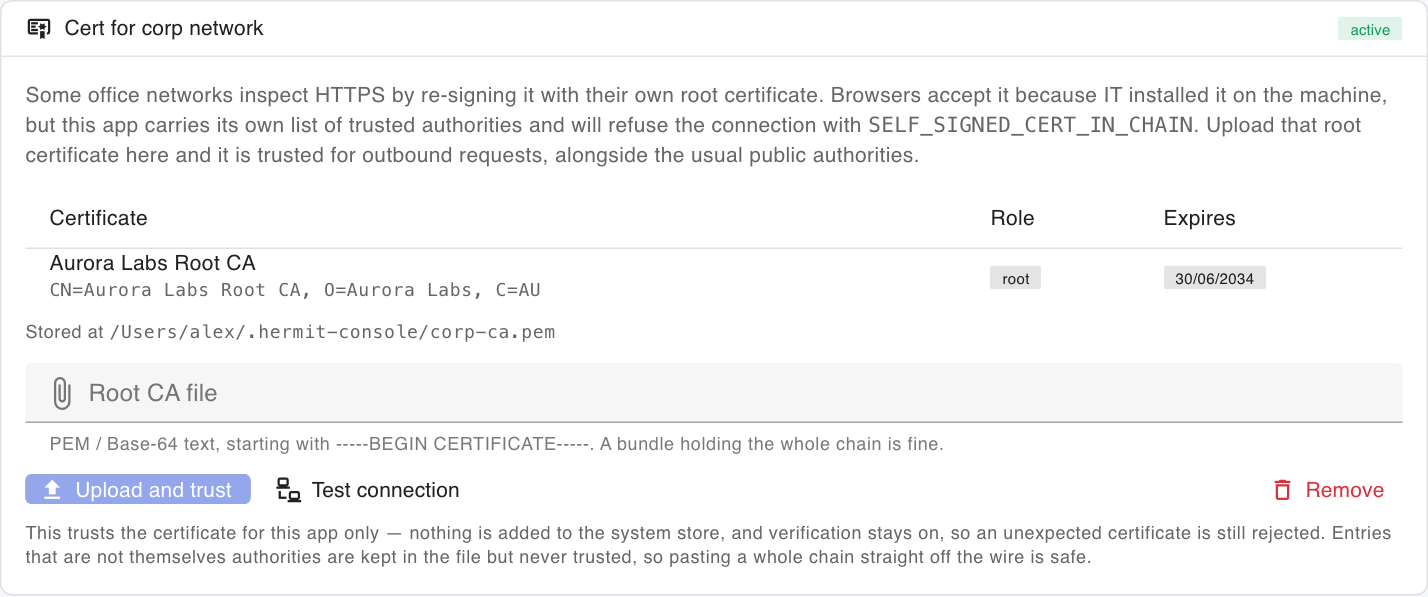 Cert for corp network
active
Some office networks inspect HTTPS by re-signing it with their own root certificate. Browsers accept it because IT installed it on the machine,
but this app carries its own list of trusted authorities and will refuse the connection with SELF_SIGNED_CERT_IN_CHAIN. Upload that root
certificate here and it is trusted for outbound requests, alongside the usual public authorities.
Certificate Role Expires
Aurora Labs Root CA
CN=Aurora Labs Root CA, O=Aurora Labs, C=AU
root 30/06/2034
Stored at /Users/alex/.hermit-console/corp-ca.pem
Root CA file
PEM / Base-64 text, starting with -----BEGIN CERTIFICATE-----. A bundle holding the whole chain is fine.
Upload and trust Test connection Remove
This trusts the certificate for this app only — nothing is added to the system store, and verification stays on, so an unexpected certificate is still rejected. Entries
that are not themselves authorities are kept in the file but never trusted, so pasting a whole chain straight off the wire is safe.